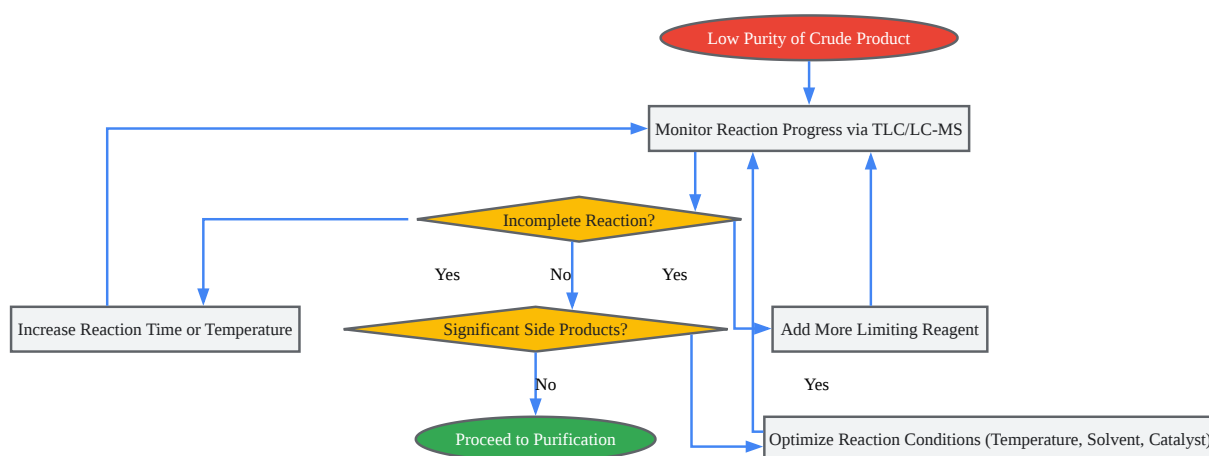 Low Purity of Crude Product
Monitor Reaction Progress via TLC/LC-MS
Incomplete Reaction?
Yes
No
Yes
Increase Reaction Time or Temperature
Significant Side Products?
Add More Limiting Reagent
No
Yes
Proceed to Purification
Optimize Reaction Conditions (Temperature, Solvent, Catalyst)